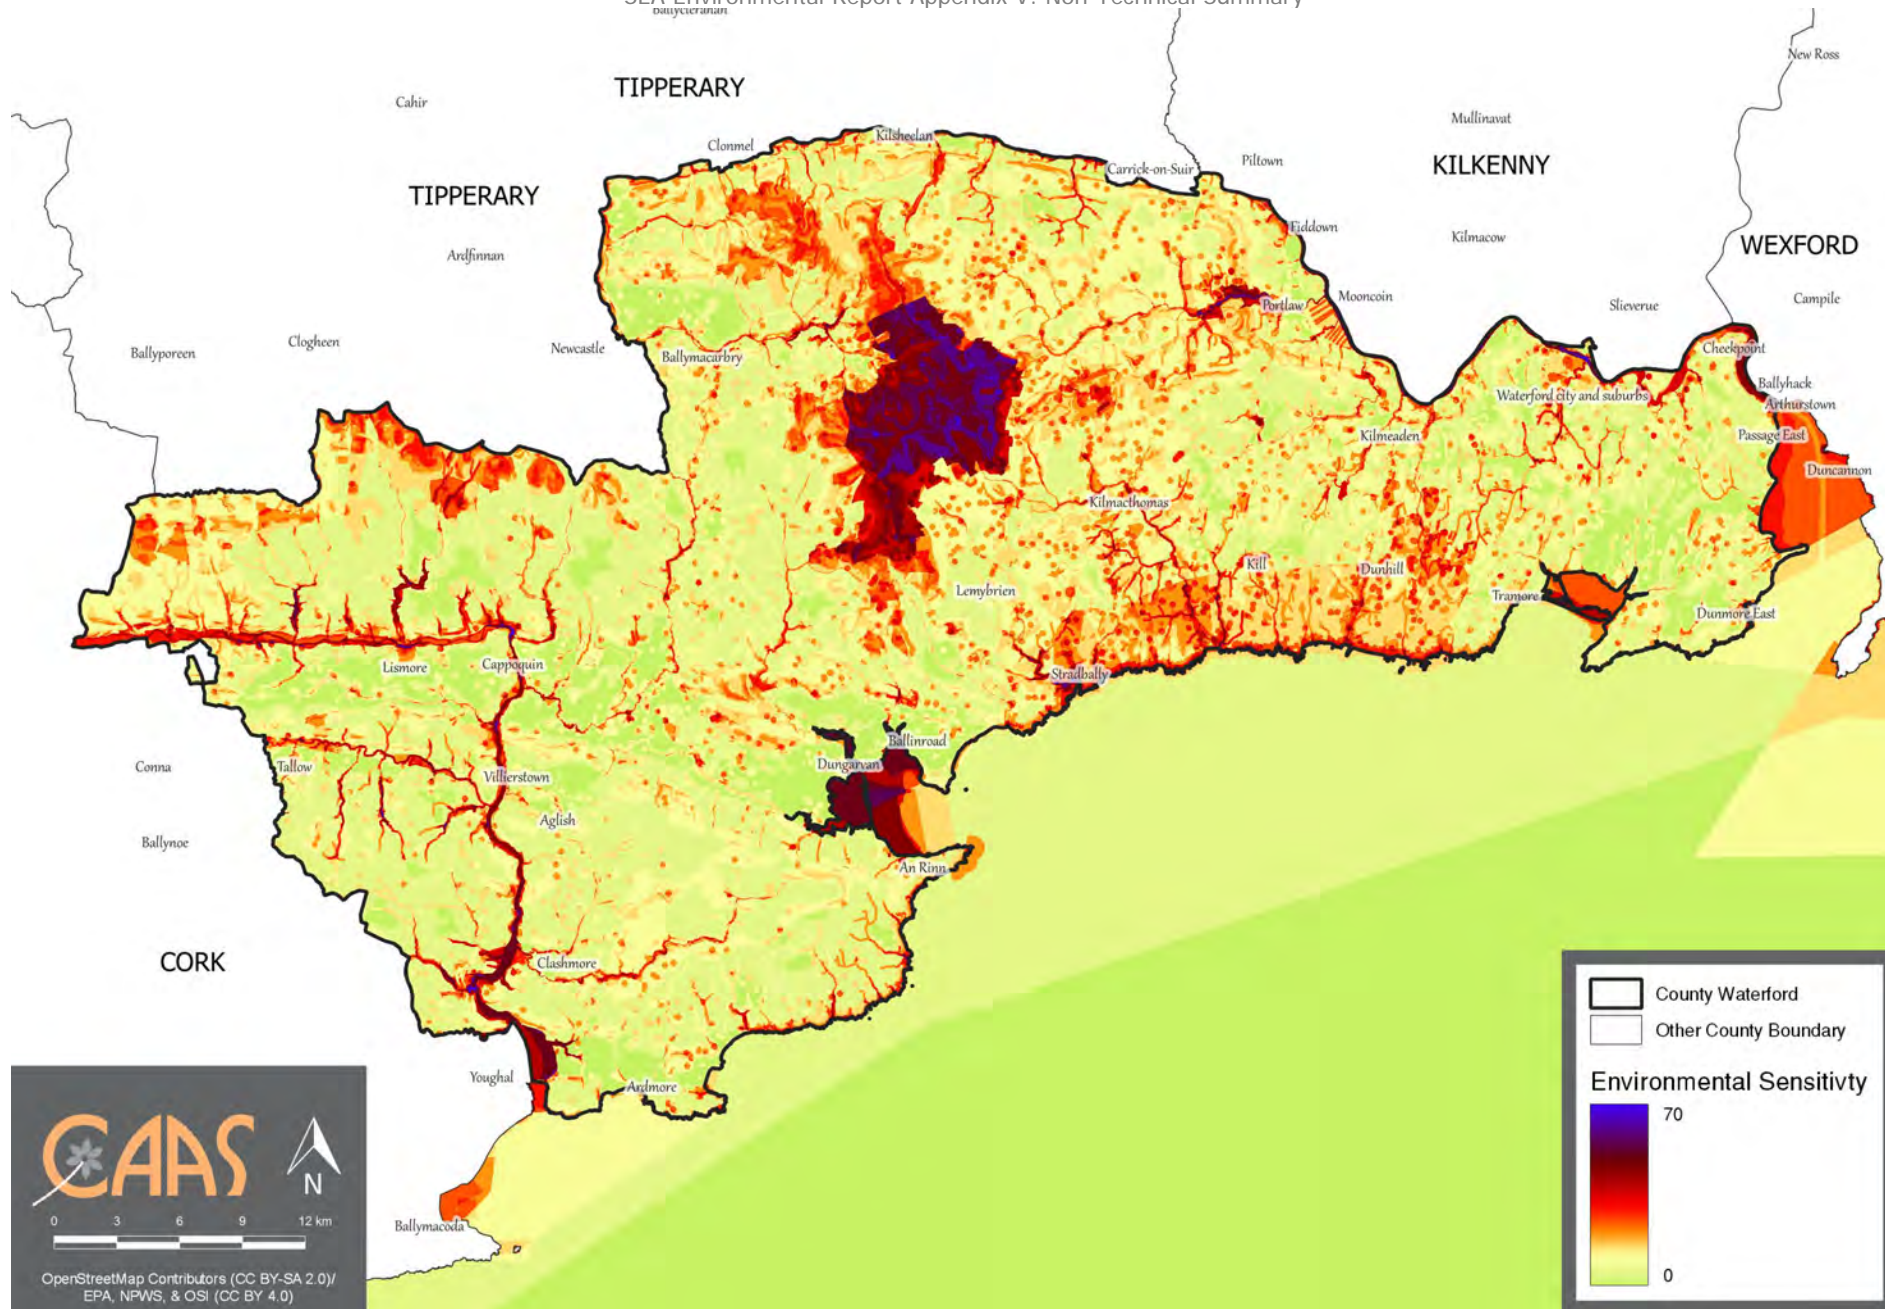 SEA Environmental Report Appendix V: Non-Technical Summary
Ballyclerahan
New Ross
TIPPERARY
Cahir
Mullinavat
Kilsheelan
Clonmel
Piltown
KILKENNY
Carrick-on-Suir
TIPPERARY
Fiddown
Kilmacow
WEXFORD
Ardfinnan
Mooncoin
Campile
Portlaw
Slieverue
Clogheen
Newcastle
Ballyporeen
Ballymacarbry
Cheekpoint
Ballyhack
Waterford city and suburbs
Arthurstown
Kilmeaden
Passage East
Duncannon
Kilmacthomas
Kill
Dunhill
Lemybrien
Tramore
Dunmore East
Lismore
Cappoquin
Stradbally
Ballinroad
Conna
Tallow
Dungarvan
Villierstown
Aglish
Ballynoe
An Rinn
CORK
Clashmore
Youghal
Ardmore
Ballymacoda
County Waterford
Other County Boundary
Environmental Sensitivty
70
0
CAAS
N
0 3 6 9 12 km
OpenStreetMap Contributors (CC BY-SA 2.0)/
EPA, NPWS, & OSI (CC BY 4.0)